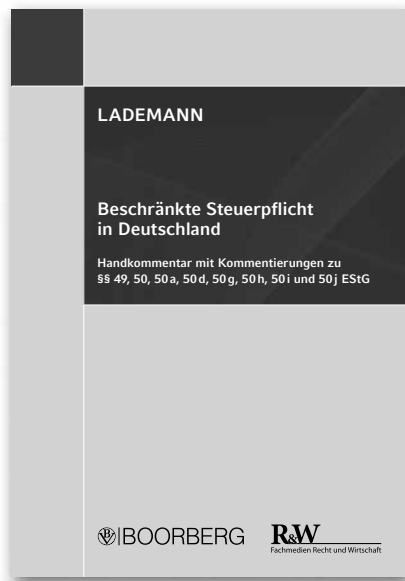 LADEMANN
Beschränkte Steuerpflicht
in Deutschland
Handkommentar mit Kommentierungen zu
§§ 49, 50, 50a, 50d, 50g, 50h, 50i und 50j EStG
BOORBERG
R&W
Fachmedien Recht und Wirtschaft